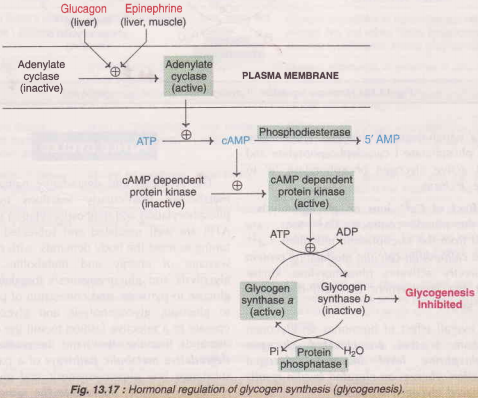 Glucagon Epinephrine
(liver) (liver, muscle)
Adenylate
cyclase
(inactive)
Adenylate
cyclase
(active)
PLASMA MEMBRANE
ATP cAMP Phosphodiesterase 5' AMP
cAMP dependent
protein kinase
(inactive)
cAMP dependent
protein kinase
(active)
ATP ADP
Glycogen
synthase a
(active)
Glycogen
synthase b
(inactive)
Glycogenesis
inhibited
Pi H2O
Protein
phosphatase I
Fig. 13.17 : Hormonal regulation of glycogen synthesis (glycogenesis).